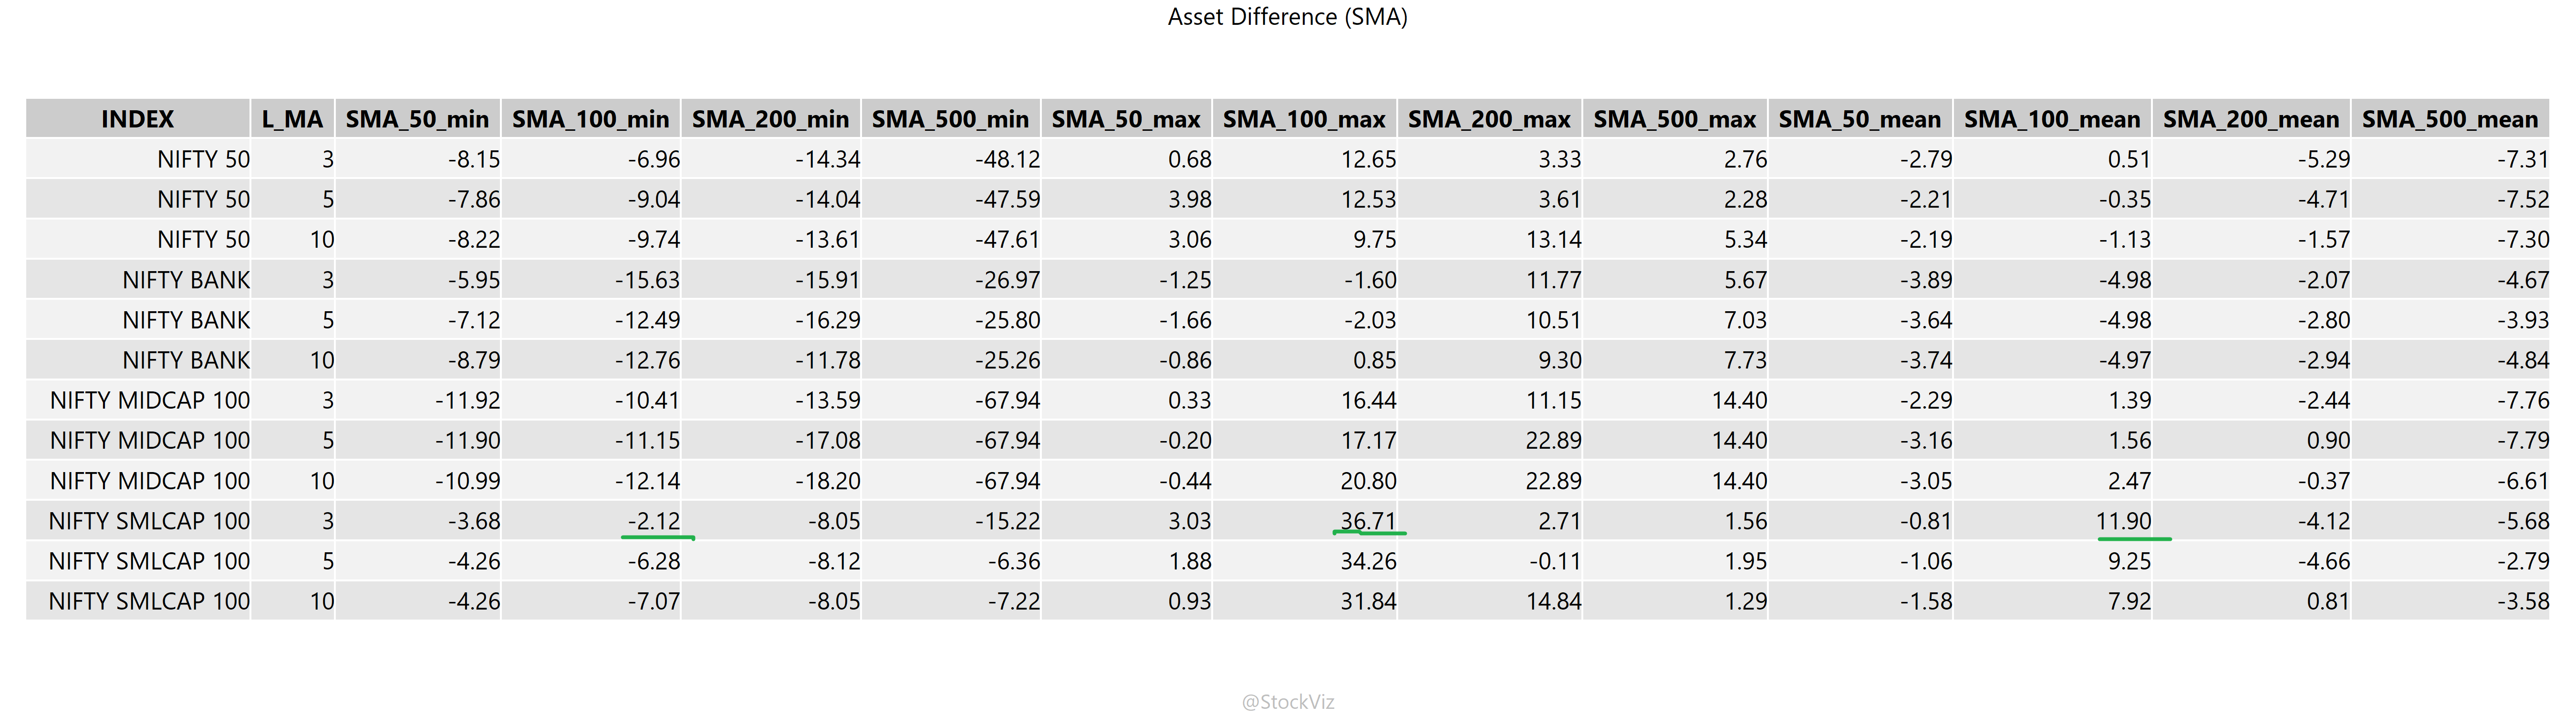 Asset Difference (SMA)
INDEX L_MA SMA_50_min SMA_100_min SMA_200_min SMA_500_min SMA_50_max SMA_100_max SMA_200_max SMA_500_max SMA_50_mean SMA_100_mean SMA_200_mean SMA_500_mean
NIFTY 50 3 -8.15 -6.96 -14.34 -48.12 0.68 12.65 3.33 2.76 -2.79 0.51 -5.29 -7.31
NIFTY 50 5 -7.86 -9.04 -14.04 -47.59 3.98 12.53 3.61 2.28 -2.21 -0.35 -4.71 -7.52
NIFTY 50 10 -8.22 -9.74 -13.61 -47.61 3.06 9.75 13.14 5.34 -2.19 -1.13 -1.57 -7.30
NIFTY BANK 3 -5.95 -15.63 -15.91 -26.97 -1.25 -1.60 11.77 5.67 -3.89 -4.98 -2.07 -4.67
NIFTY BANK 5 -7.12 -12.49 -16.29 -25.80 -1.66 -2.03 10.51 7.03 -3.64 -4.98 -2.80 -3.93
NIFTY BANK 10 -8.79 -12.76 -11.78 -25.26 -0.86 0.85 9.30 7.73 -3.74 -4.97 -2.94 -4.84
NIFTY MIDCAP 100 3 -11.92 -10.41 -13.59 -67.94 0.33 16.44 11.15 14.40 -2.29 1.39 -2.44 -7.76
NIFTY MIDCAP 100 5 -11.90 -11.15 -17.08 -67.94 -0.20 17.17 22.89 14.40 -3.16 1.56 0.90 -7.79
NIFTY MIDCAP 100 10 -10.99 -12.14 -18.20 -67.94 -0.44 20.80 22.89 14.40 -3.05 2.47 -0.37 -6.61
NIFTY SMLCAP 100 3 -3.68 -2.12 -8.05 -15.22 3.03 36.71 2.71 1.56 -0.81 11.90 -4.12 -5.68
NIFTY SMLCAP 100 5 -4.26 -6.28 -8.12 -6.36 1.88 34.26 -0.11 1.95 -1.06 9.25 -4.66 -2.79
NIFTY SMLCAP 100 10 -4.26 -7.07 -8.05 -7.22 0.93 31.84 14.84 1.29 -1.58 7.92 0.81 -3.58
@StockViz